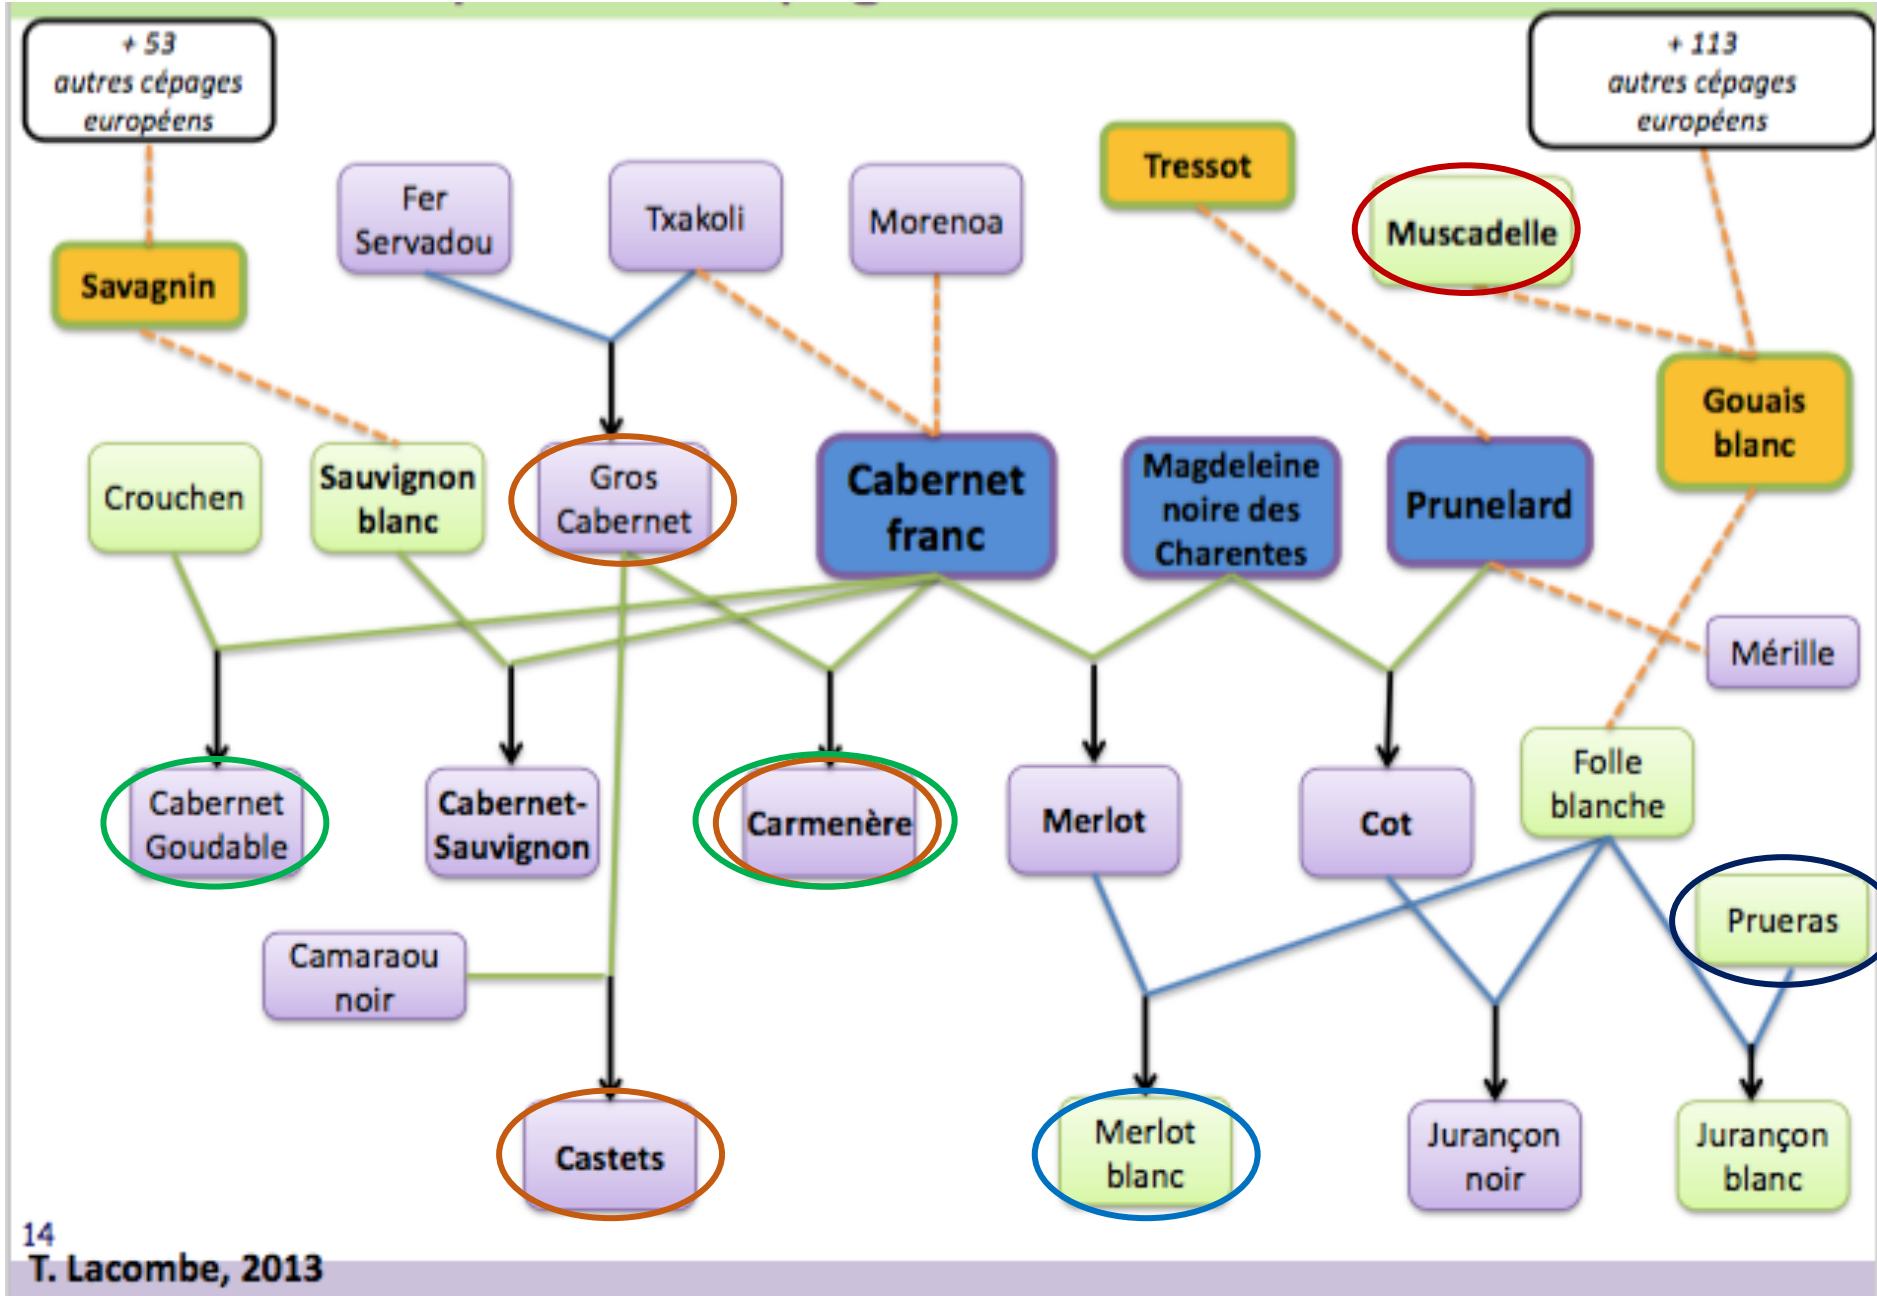 + 53
autres cépages
européens
+ 113
autres cépages
européens
Fer
Servadou
Txakoli
Morenoa
Tressot
Muscadelle
Savagnin
Gouais
blanc
Crouchen
Sauvignon
blanc
Gros
Cabernet
Cabernet
franc
Magdeleine
noire des
Charentes
Prunelard
Mérille
Cabernet
Goudable
Cabernet-
Sauvignon
Carmenère
Merlot
Cot
Folle
blanche
Prueras
Camaraou
noir
Castets
Merlot
blanc
Jurançon
noir
Jurançon
blanc
14
T. Lacombe, 2013